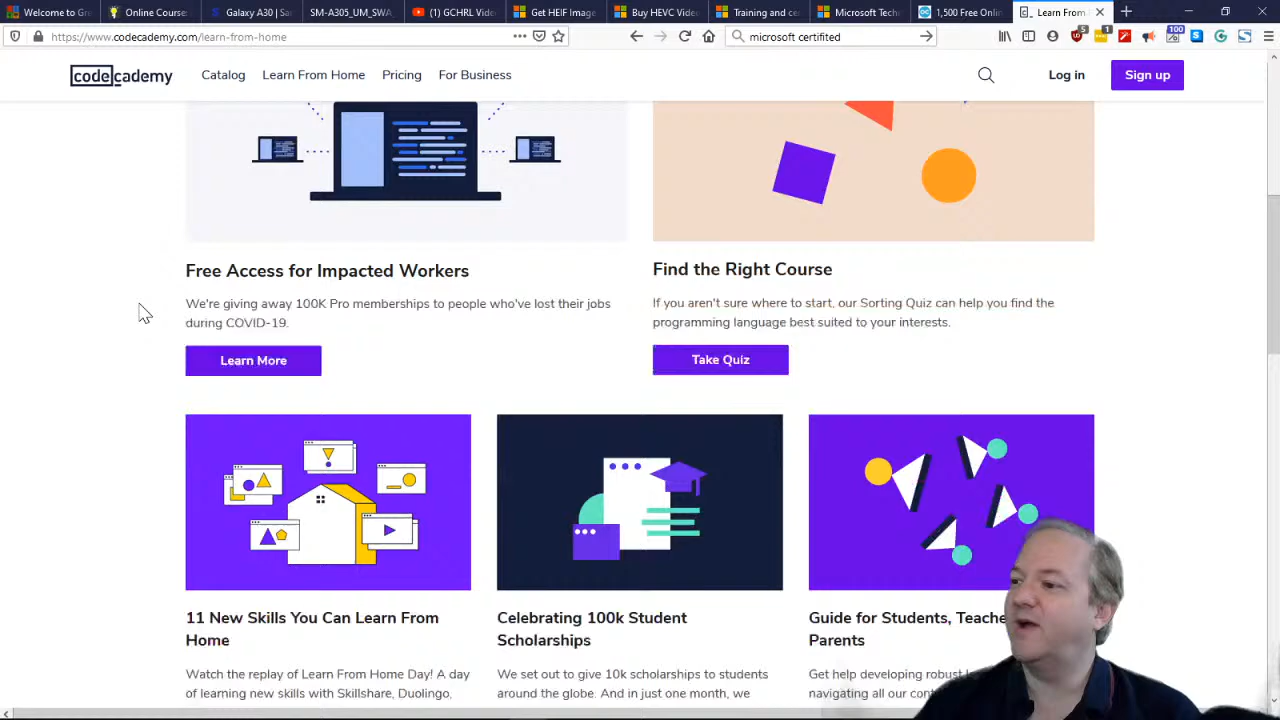 Welcome to Gr
Online Course
Galaxy A30 | Sa
SM-A305_UM_SWA
(1) GCHRL Vide
Get HEIF Image
Buy HEVC Video
Training and ce
Microsoft Tech
1,500 Free Onli
Learn From
https://www.codecademy.com/learn-from-home
microsoft certifited
5
1
100
codecademy
Catalog
Learn From Home
Pricing
For Business
Log in
Sign up
Free Access for Impacted Workers
We're giving away 100K Pro memberships to people who've lost their jobs
during COVID-19.
Learn More
Find the Right Course
If you aren't sure where to start, our Sorting Quiz can help you find the
programming language best suited to your interests.
Take Quiz
11 New Skills You Can Learn From
Home
Watch the replay of Learn From Home Day! A day
of learning new skills with Skillshare, Duolingo,
Celebrating 100k Student
Scholarships
We set out to give 10k scholarships to students
around the globe. And in just one month, we
Guide for Students, Teache
Parents
Get help developing robust l
navigating all our cont